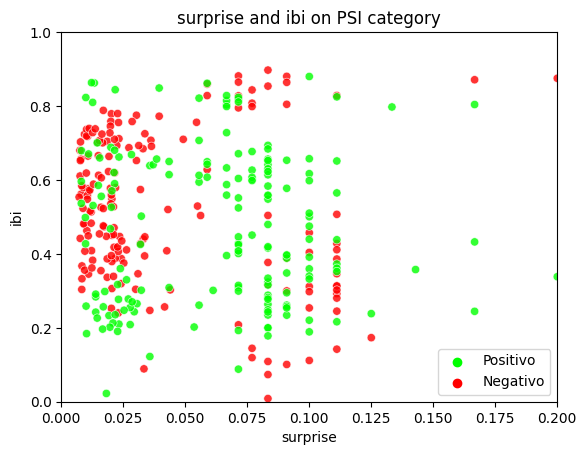 surprise and ibi on PSI category
1.0
0.8
0.6
0.4
0.2
0.0
ibi
0.000 0.025 0.050 0.075 0.100 0.125 0.150 0.175 0.200
surprise
Positivo
Negativo